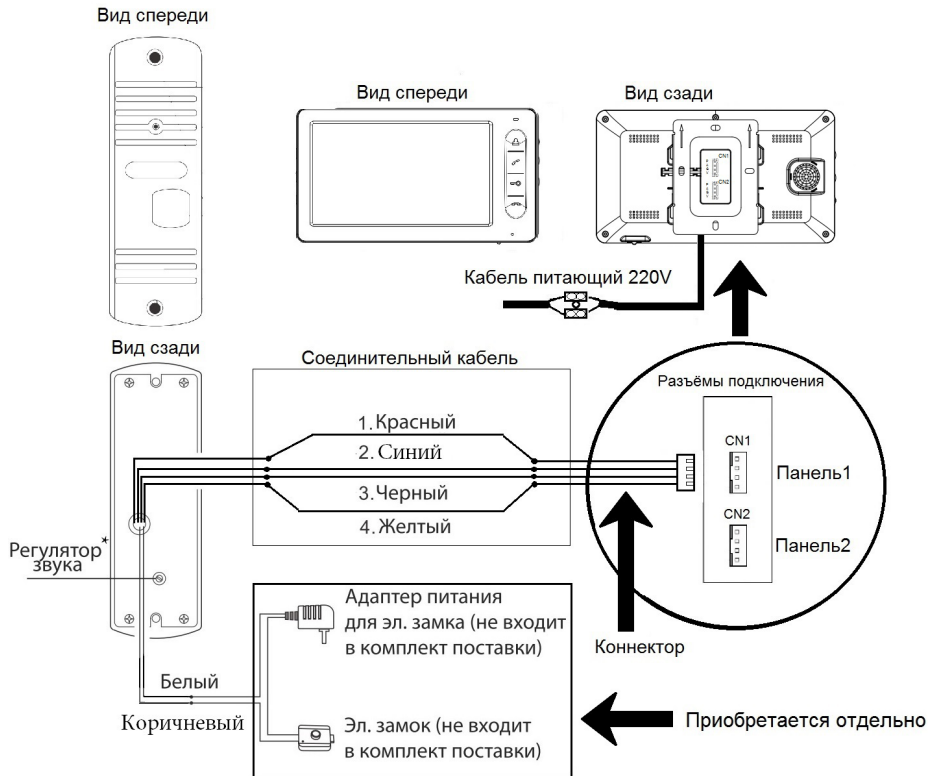 Вид спереди
Вид спереди
Вид сзади
CN1
CN2
Кабель питающий 220V
Вид сзади
Соединительный кабель
Разъёмы подключения
1. Красный
2. Синий
3. Черный
4. Желтый
CN1
Панель1
CN2
Панель2
Регулятор*
звука
Адаптер питания
для эл. замка (не входит
в комплект поставки)
Коннектор
Белый
Коричневый
Эл. замок (не входит
в комплект поставки)
Приобретается отдельно